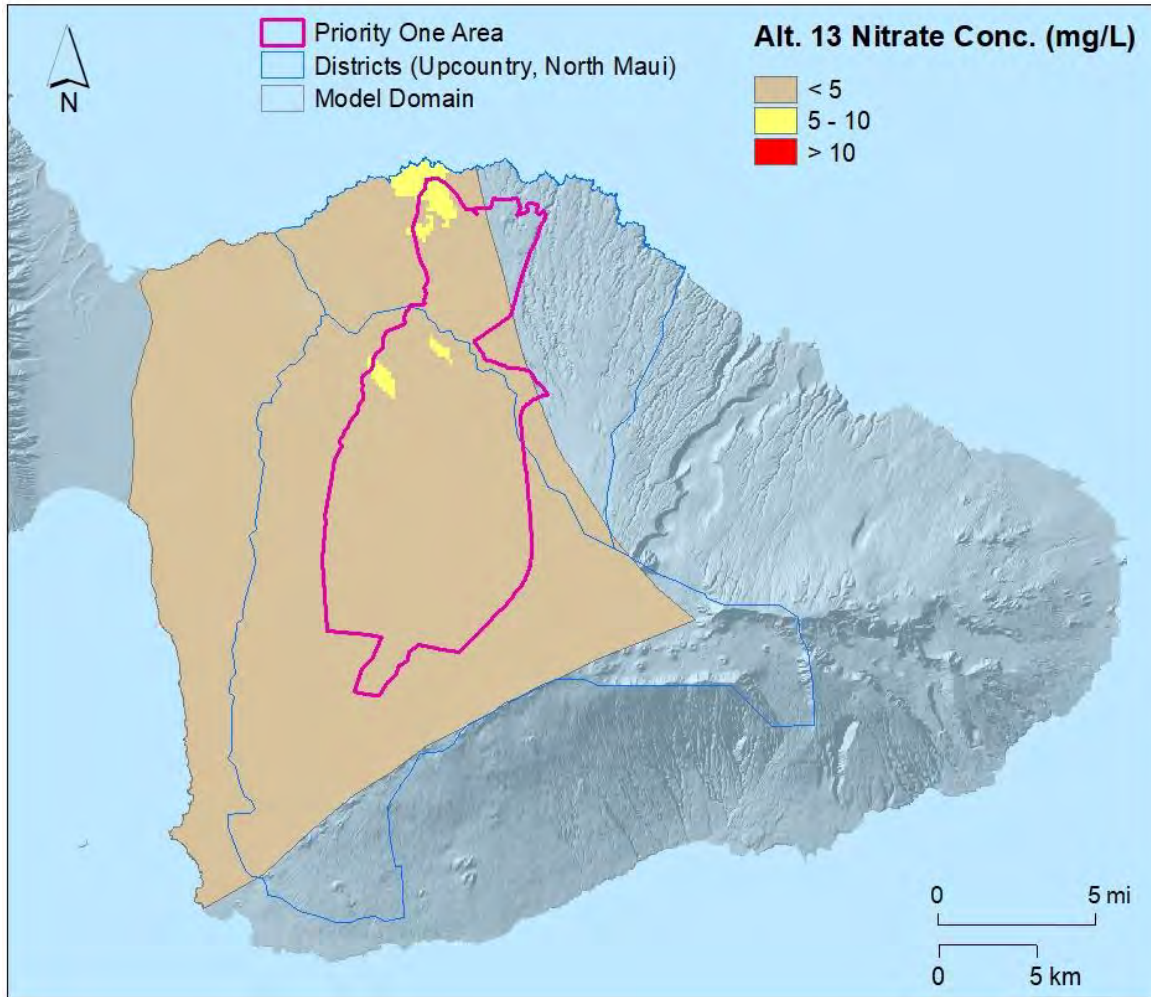 N
Priority One Area
Districts (Upcountry, North Maui)
Model Domain
Alt. 13 Nitrate Conc. (mg/L)
< 5
5 - 10
> 10
0 5 mi
0 5 km